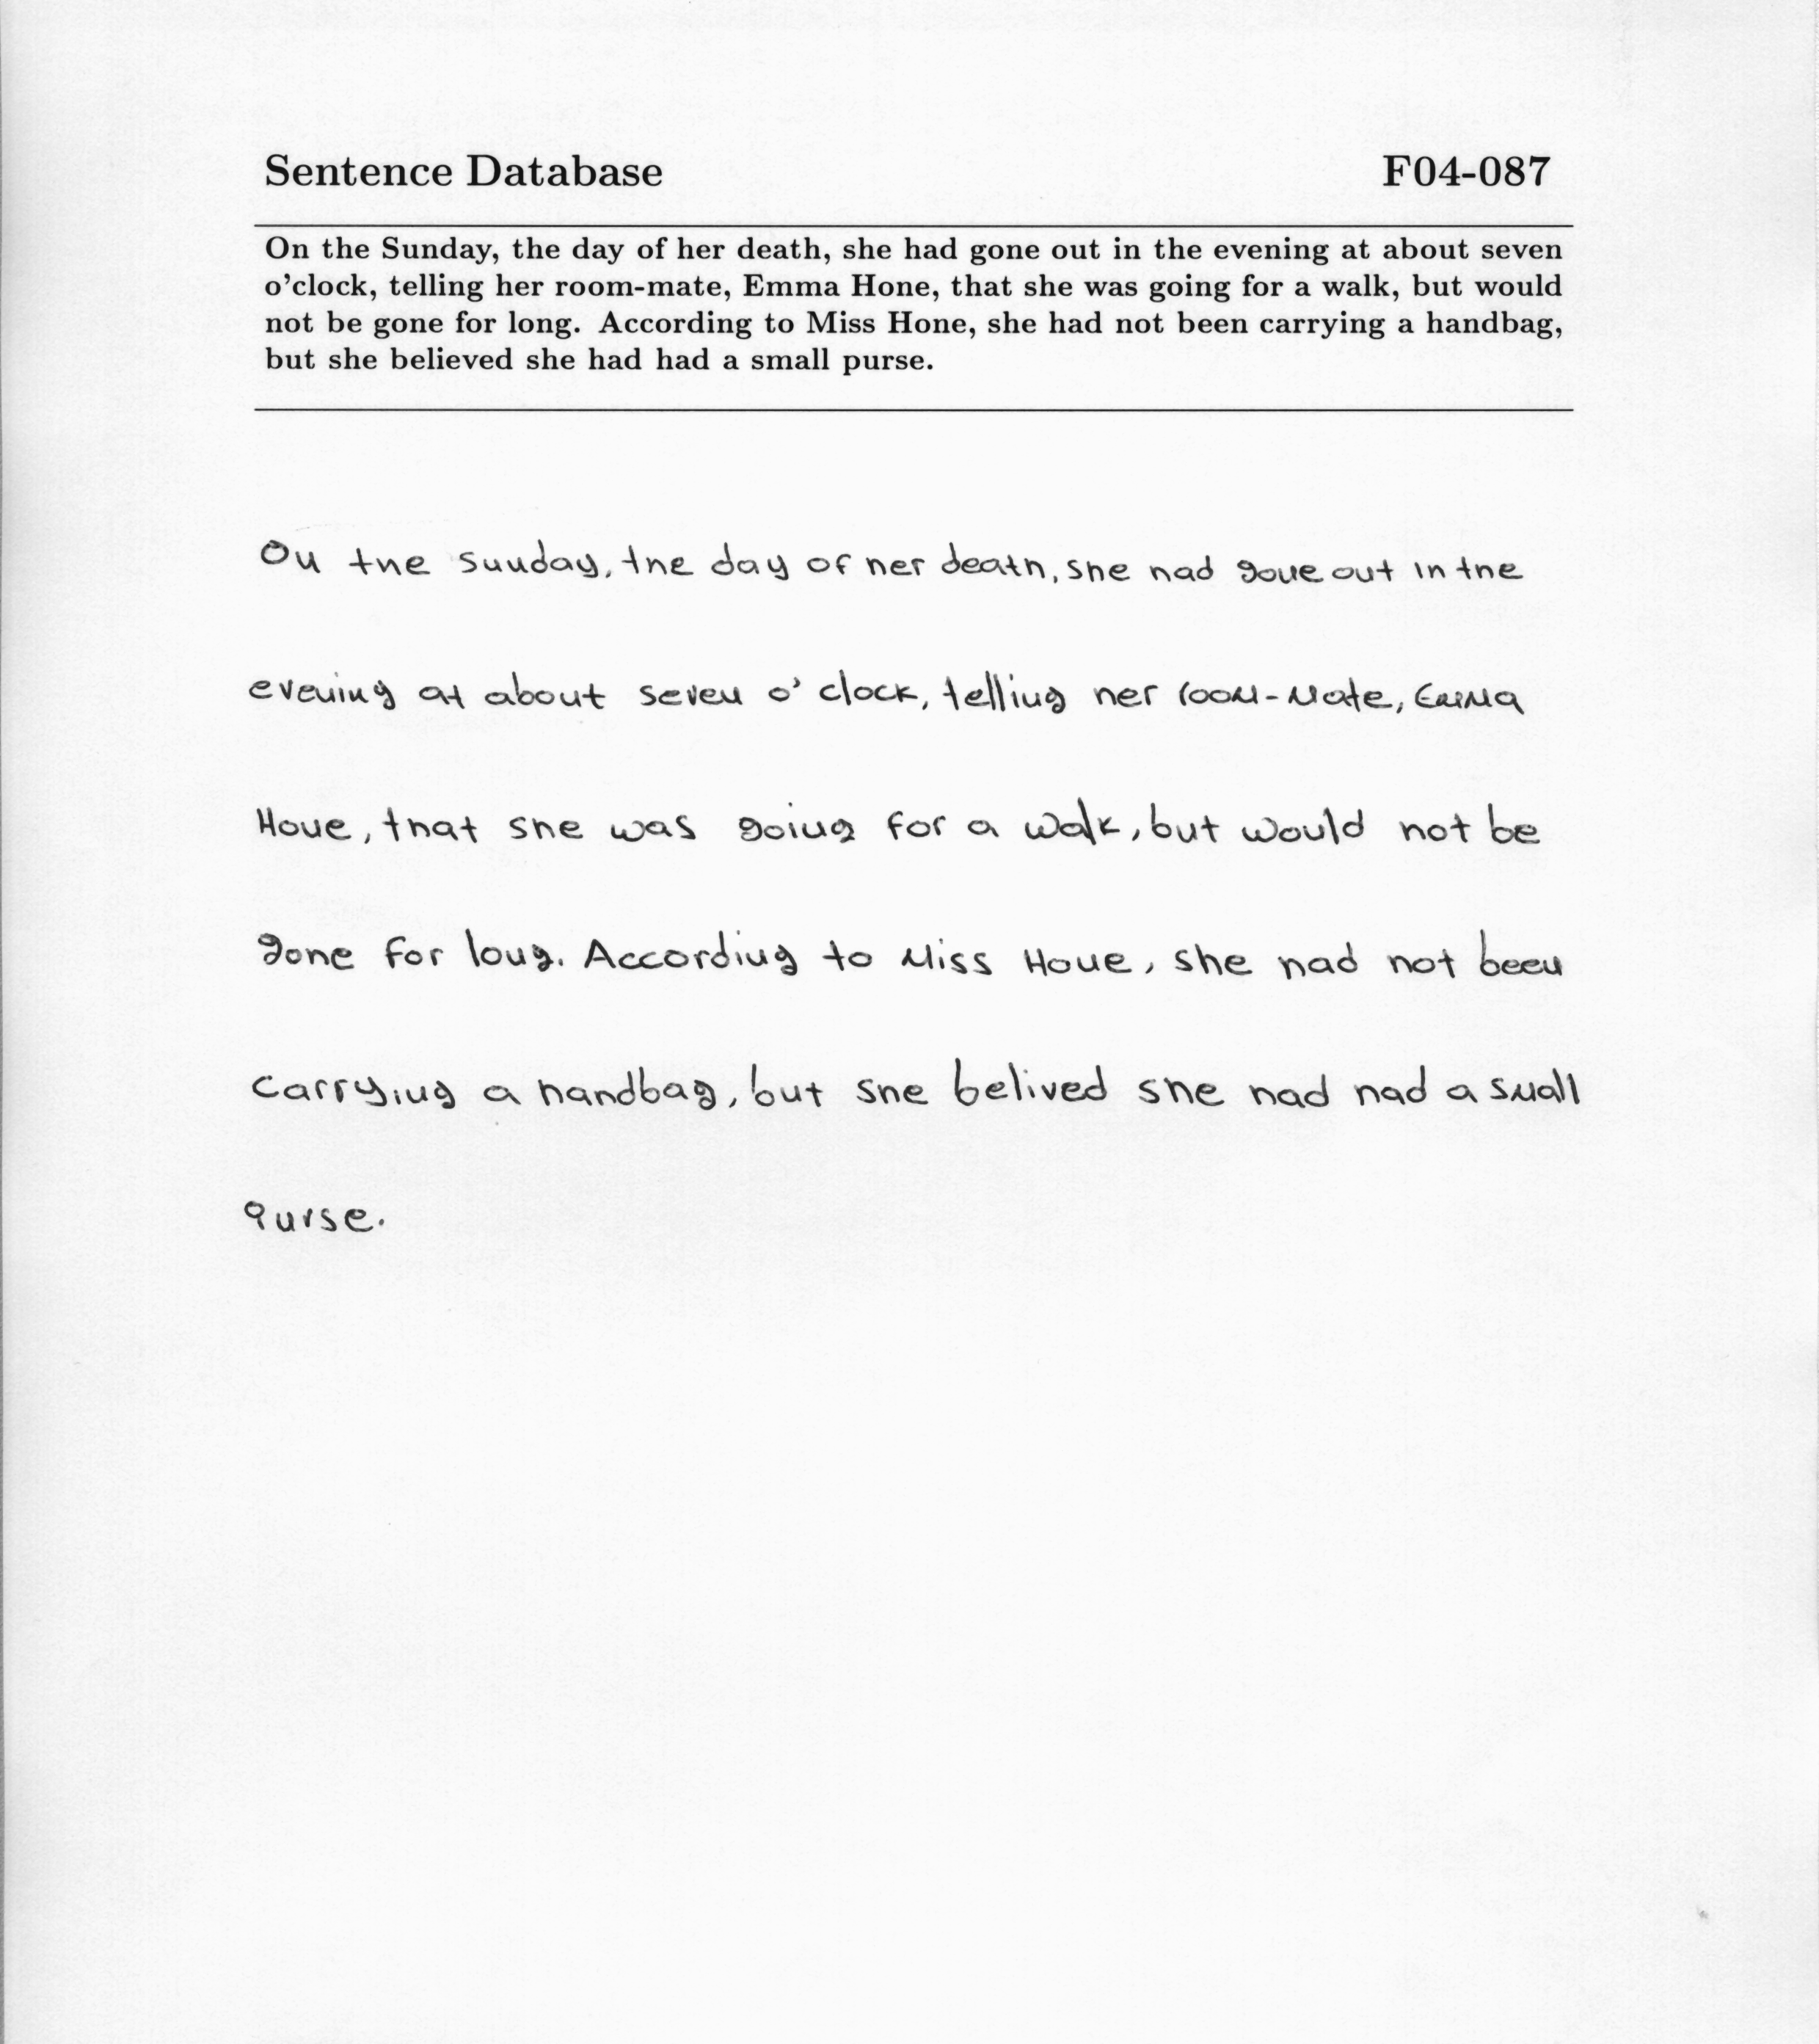 Sentence Database F04-087
On the Sunday, the day of her death, she had gone out in the evening at about seven
o'clock, telling her room-mate, Emma Hone, that she was going for a walk, but would
not be gone for long. According to Miss Hone, she had not been carrying a handbag,
but she believed she had had a small purse.
On the Sunday, the day of her death, she had gone out in the
evening at about seven o' clock, telling her room-mate, Emma
Hone, that she was going for a walk, but would not be
gone for long. According to Miss Hone, she had not been
carrying a handbag, but she belived she had had a small
purse.